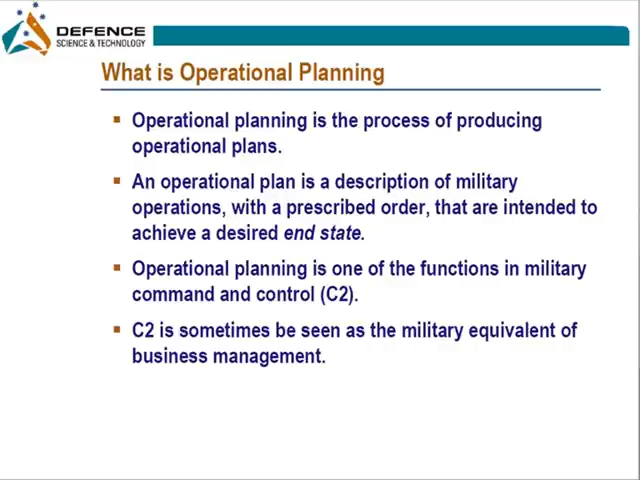 DEFENCE
SCIENCE & TECHNOLOGY
What is Operational Planning
Operational planning is the process of producing
operational plans.
An operational plan is a description of military
operations, with a prescribed order, that are intended to
achieve a desired end state.
Operational planning is one of the functions in military
command and control (C2).
C2 is sometimes be seen as the military equivalent of
business management.